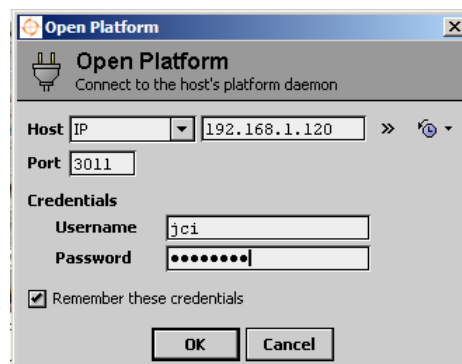 Open Platform
Open Platform
Connect to the host's platform daemon
Host IP 192.168.1.120 »
Port 3011
Credentials
Username jci
Password ••••••••
Remember these credentials
OK Cancel